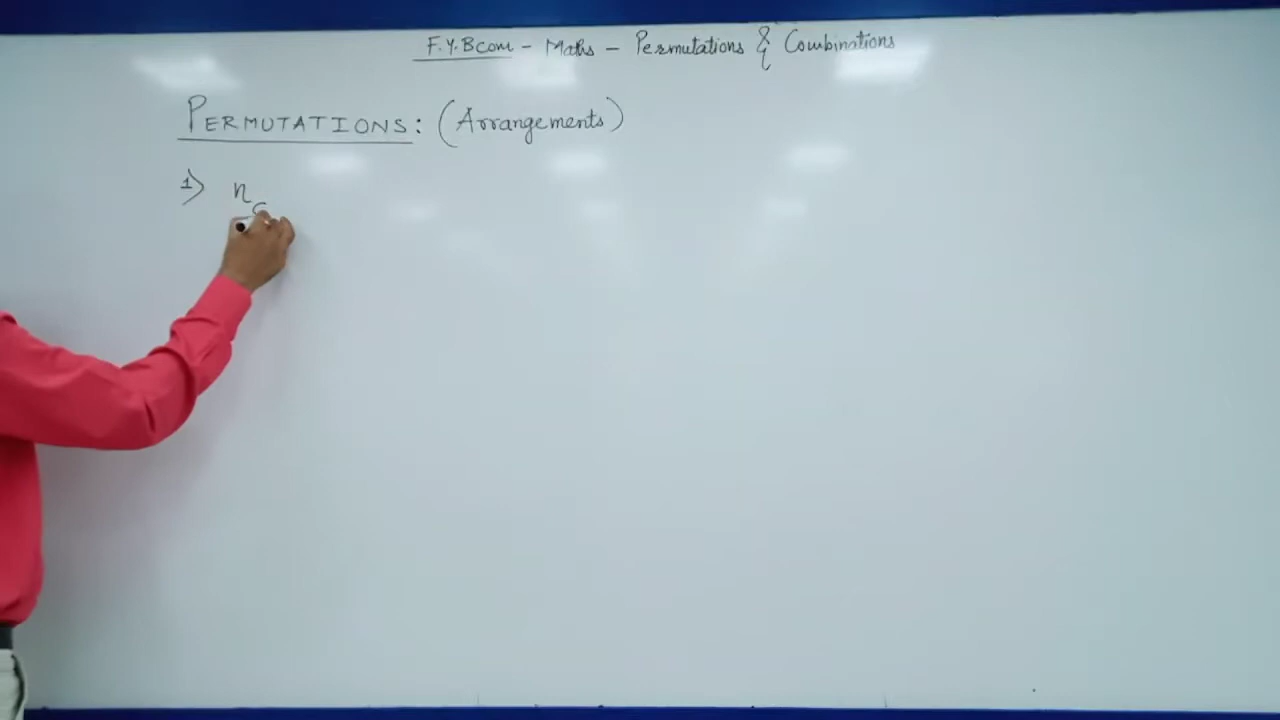 F.Y.BCom - Maths - Permutations & Combinations
PERMUTATIONS: (Arrangements)
1) n